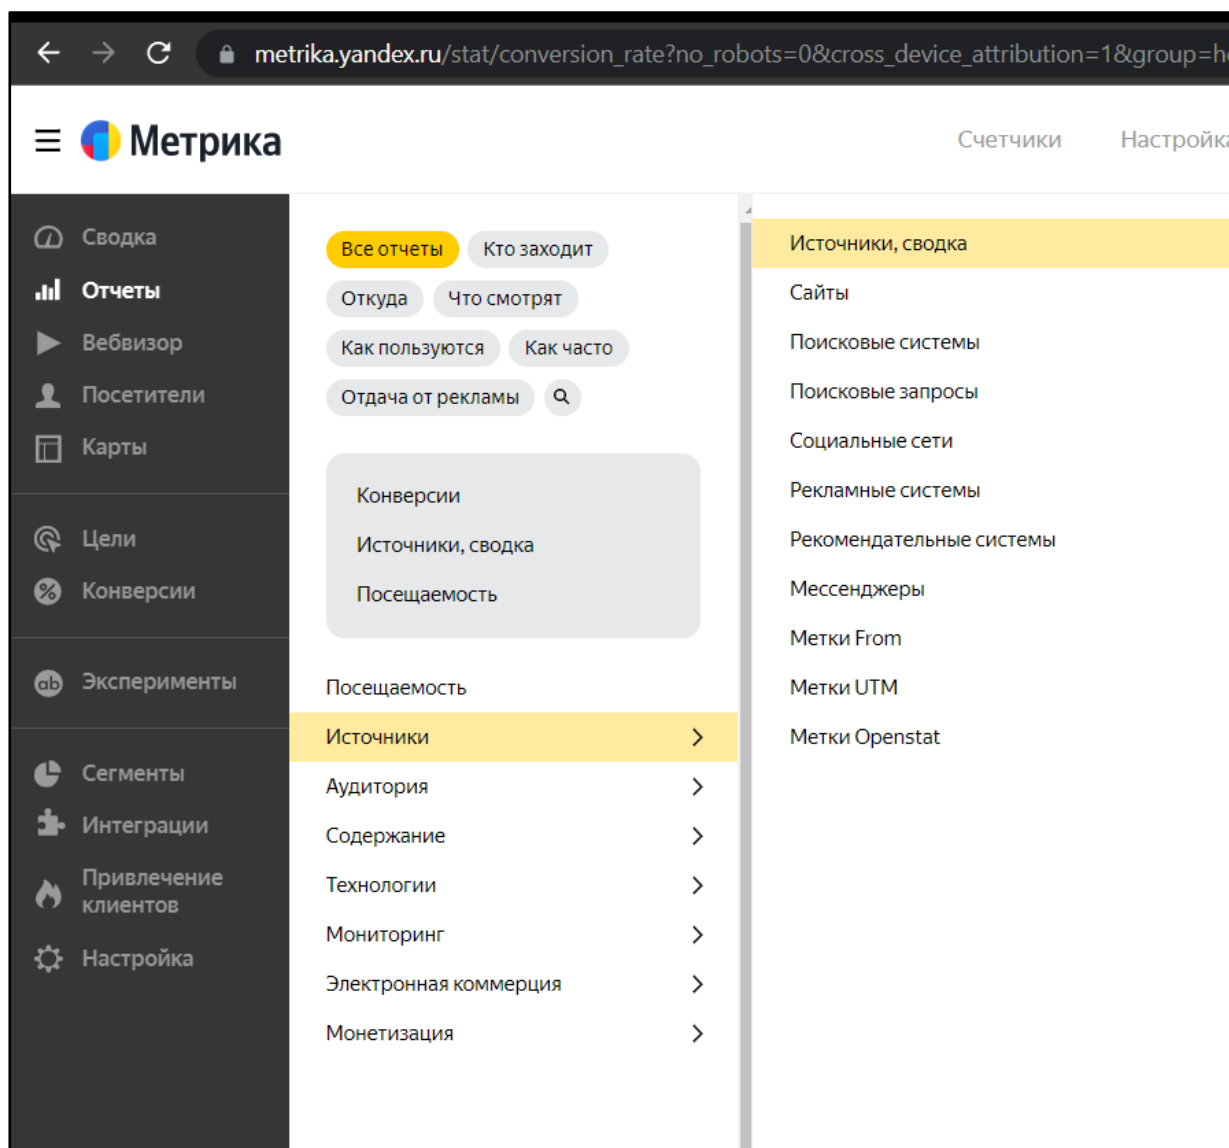 metrika.yandex.ru/stat/conversion_rate?no_robots=0&cross_device_attribution=1&group=h
Метрика
Счетчики Настройка
Сводка
Отчеты
Вебвизор
Посетители
Карты
Цели
Конверсии
Эксперименты
Сегменты
Интеграции
Привлечение
клиентов
Настройка
Все отчеты Кто заходит
Откуда Что смотрят
Как пользуются Как часто
Отдача от рекламы
Конверсии
Источники, сводка
Посещаемость
Посещаемость
Источники
Аудитория
Содержание
Технологии
Мониторинг
Электронная коммерция
Монетизация
Источники, сводка
Сайты
Поисковые системы
Поисковые запросы
Социальные сети
Рекламные системы
Рекомендательные системы
Мессенджеры
Метки From
Метки UTM
Метки Openstat